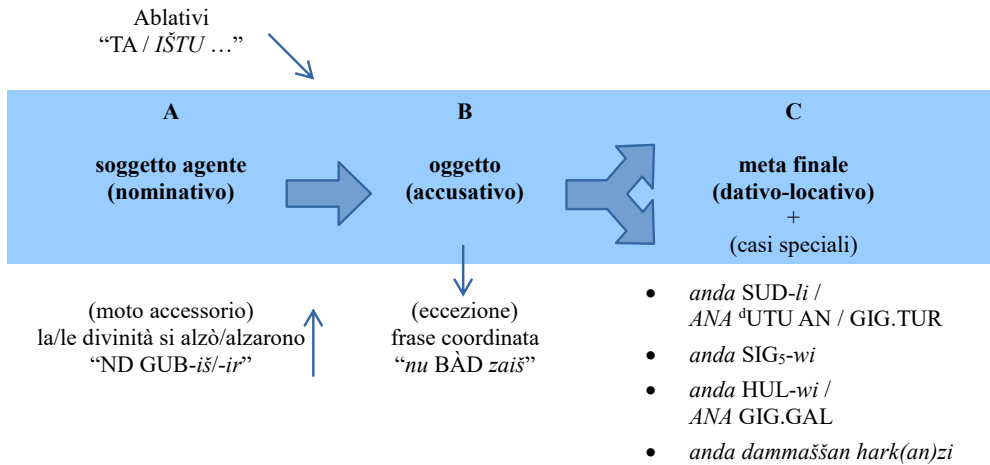 Ablativi
“TA / IŠTU …”
A
soggetto agente
(nominativo)
B
oggetto
(accusativo)
C
meta finale
(dativo-locativo)
+
(casi speciali)
(moto accessorio)
la/le divinità si alzò/alzarono
“ND GUB-iš/-ir”
(eccezione)
frase coordinata
“nu BÀD zaiš”
• anda SUD-li /
ANA ᵈUTU AN / GIG.TUR
• anda SIG₅-wi
• anda HUL-wi /
ANA GIG.GAL
• anda dammaššan hark(an)zi